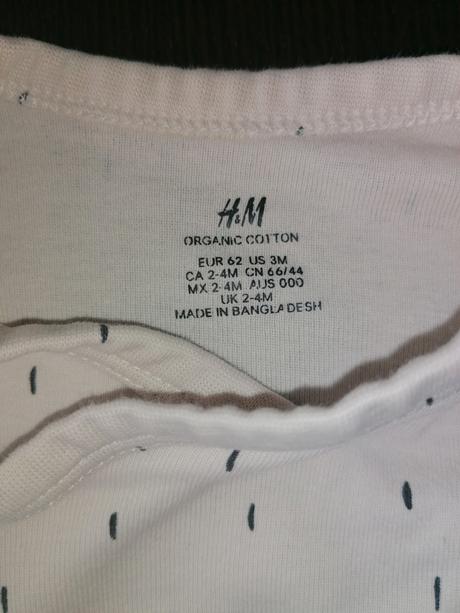 H&M
ORGANIC COTTON
EUR 62 US 3M
CA 2-4M CN 66/44
MX 2-4M AUS 000
UK 2-4M
MADE IN BANGLADESH